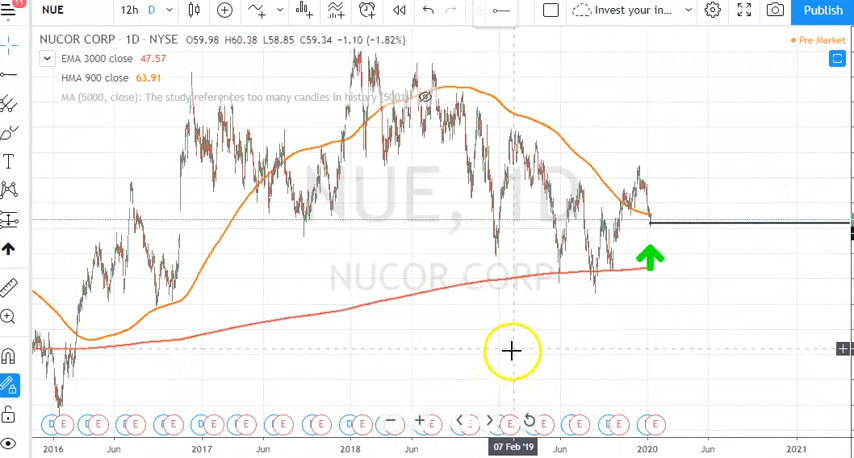 11
NUE
12h
D
Invest your in...
Publish
NUCOR CORP · 1D · NYSE O59.98 H60.38 L58.85 C59.34 −1.10 (−1.82%)
Pre Market
EMA 3000 close 47.57
HMA 900 close 63.91
MA (5000, close): The study references too many candles in history (5001)
NUE, 1D
NUCOR CORP
D E D E D E D E D E D E D E D E D E D E E E D E D E D E
2016 Jun 2017 Jun 2018 Jun 07 Feb '19 Jun 2020 Jun 2021